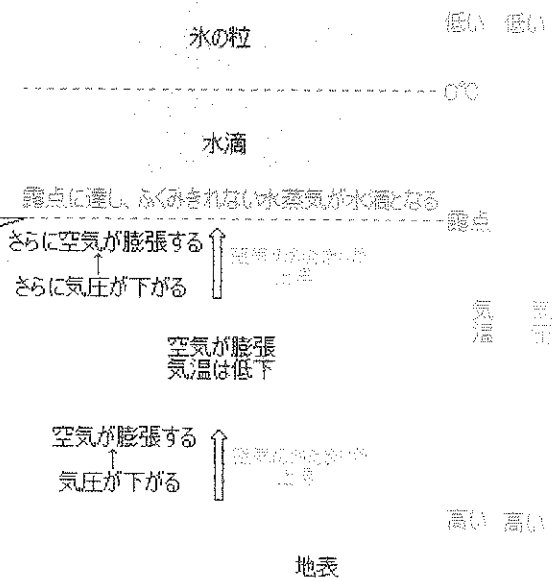 氷の粒
低い 低い
0℃
水滴
露点に達し、ふくみきれない水蒸気が水滴となる
露点
さらに空気が膨張する
↑
さらに気圧が下がる
上昇
気温
空気が膨張
気温は低下
空気が膨張する
↑
気圧が下がる
上昇
高い 高い
地表